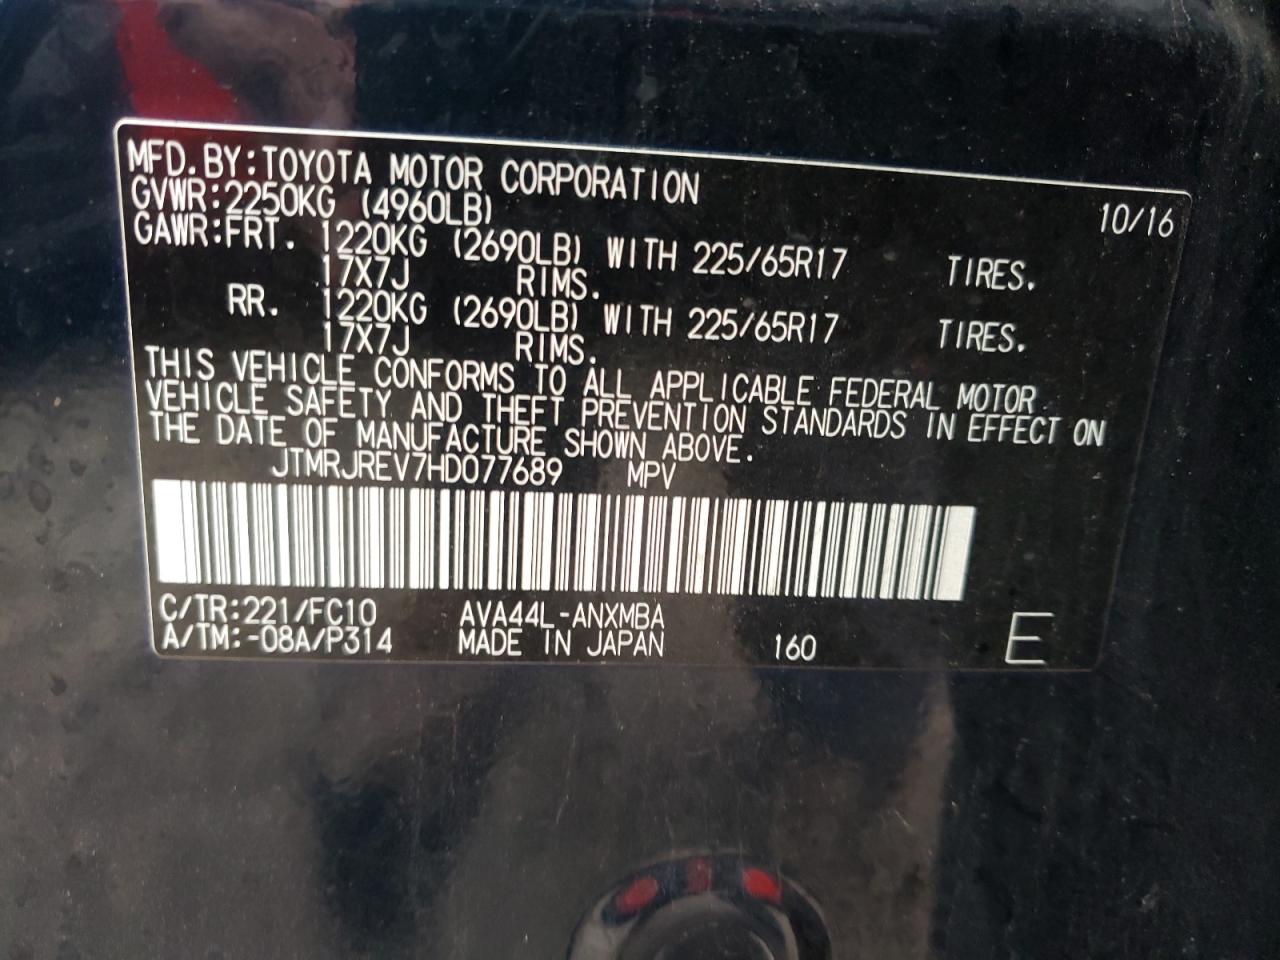 MFD.BY:TOYOTA MOTOR CORPORATION 10/16
GVWR:2250KG (4960LB)
GAWR:FRT. 1220KG (2690LB) WITH 225/65R17 TIRES.
17X7J RIMS.
RR. 1220KG (2690LB) WITH 225/65R17 TIRES.
17X7J RIMS.
THIS VEHICLE CONFORMS TO ALL APPLICABLE FEDERAL MOTOR
VEHICLE SAFETY AND THEFT PREVENTION STANDARDS IN EFFECT ON
THE DATE OF MANUFACTURE SHOWN ABOVE.
JTMRJREV7HD077689 MPV
C/TR:221/FC10 AVA44L-ANXMBA
A/TM:-08A/P314 MADE IN JAPAN 160 E